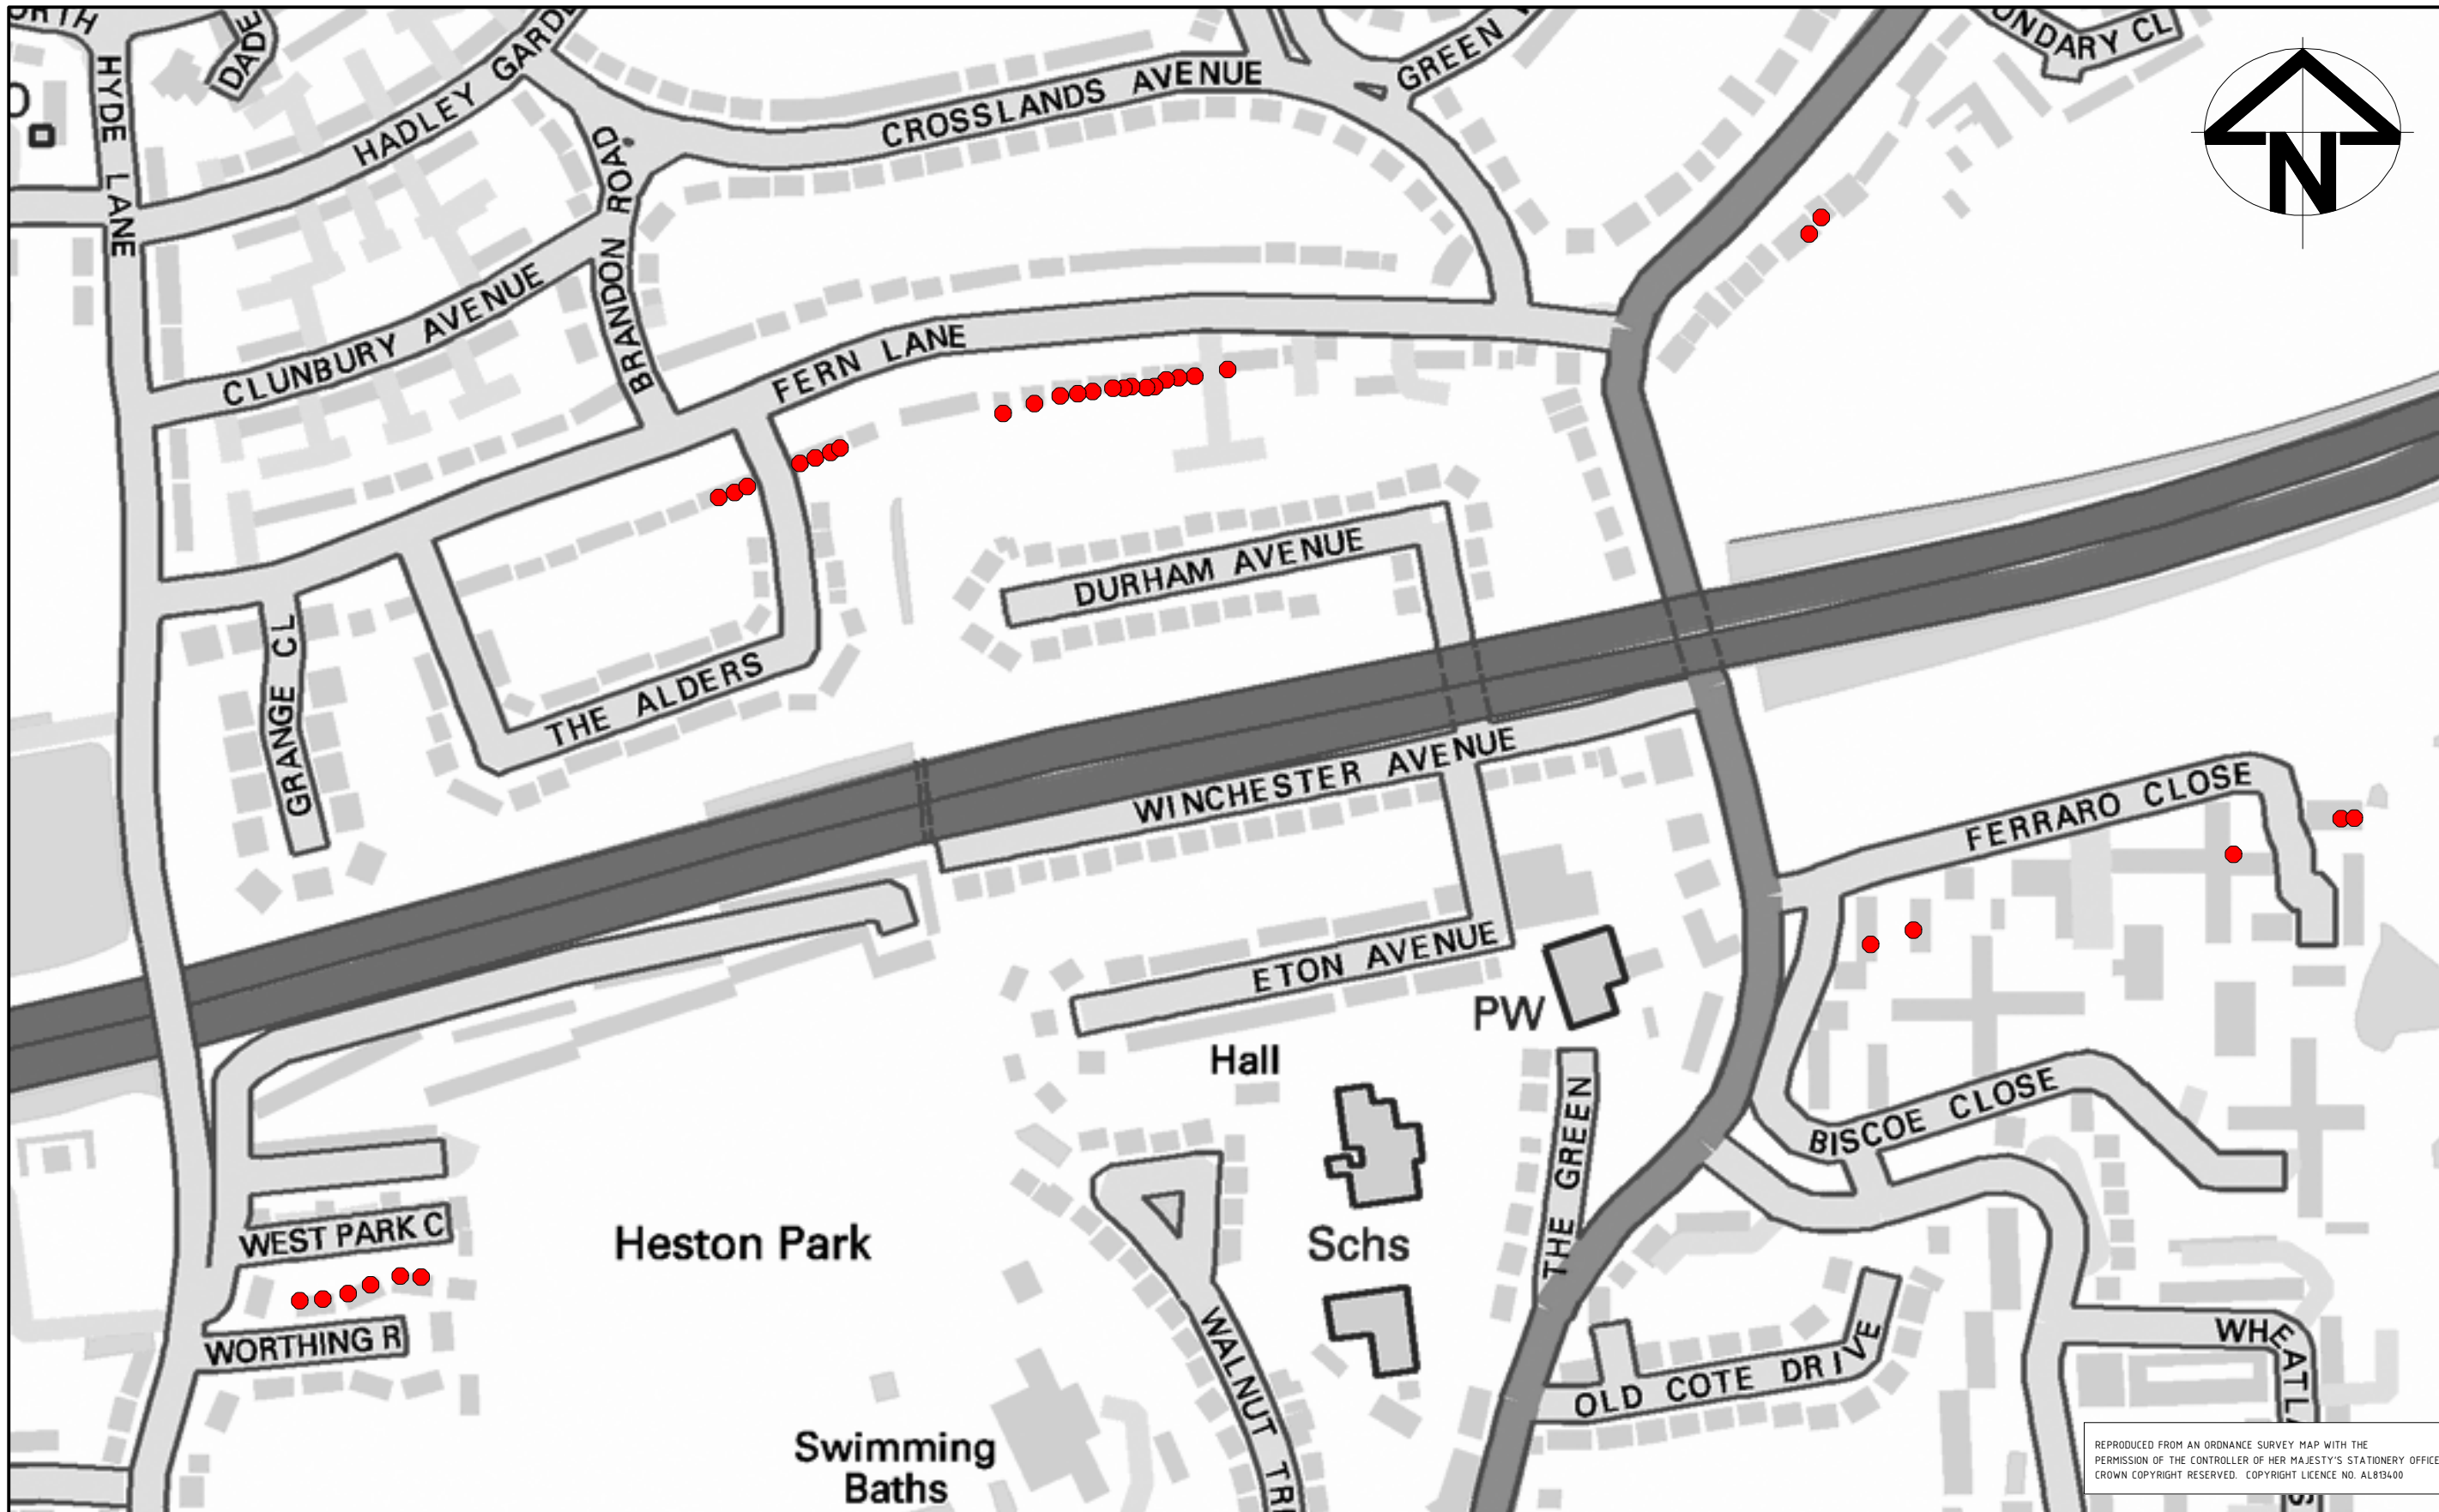 HYDE LANE
DADE
HADLEY GARDE
CROSSLANDS AVENUE
GREEN
UNDARY CL
N
BRANDON ROAD
CLUNBURY AVENUE
FERN LANE
DURHAM AVENUE
GRANGE CL
THE ALDERS
WINCHESTER AVENUE
FERRARO CLOSE
ETON AVENUE
PW
Hall
THE GREEN
BISCOE CLOSE
WEST PARK C
Heston Park
Schs
WORTHING R
WALNUT TR
OLD COTE DRIVE
WHEATL
Swimming
Baths
REPRODUCED FROM AN ORDNANCE SURVEY MAP WITH THE
PERMISSION OF THE CONTROLLER OF HER MAJESTY'S STATIONERY OFFICE
CROWN COPYRIGHT RESERVED. COPYRIGHT LICENCE NO. AL813400